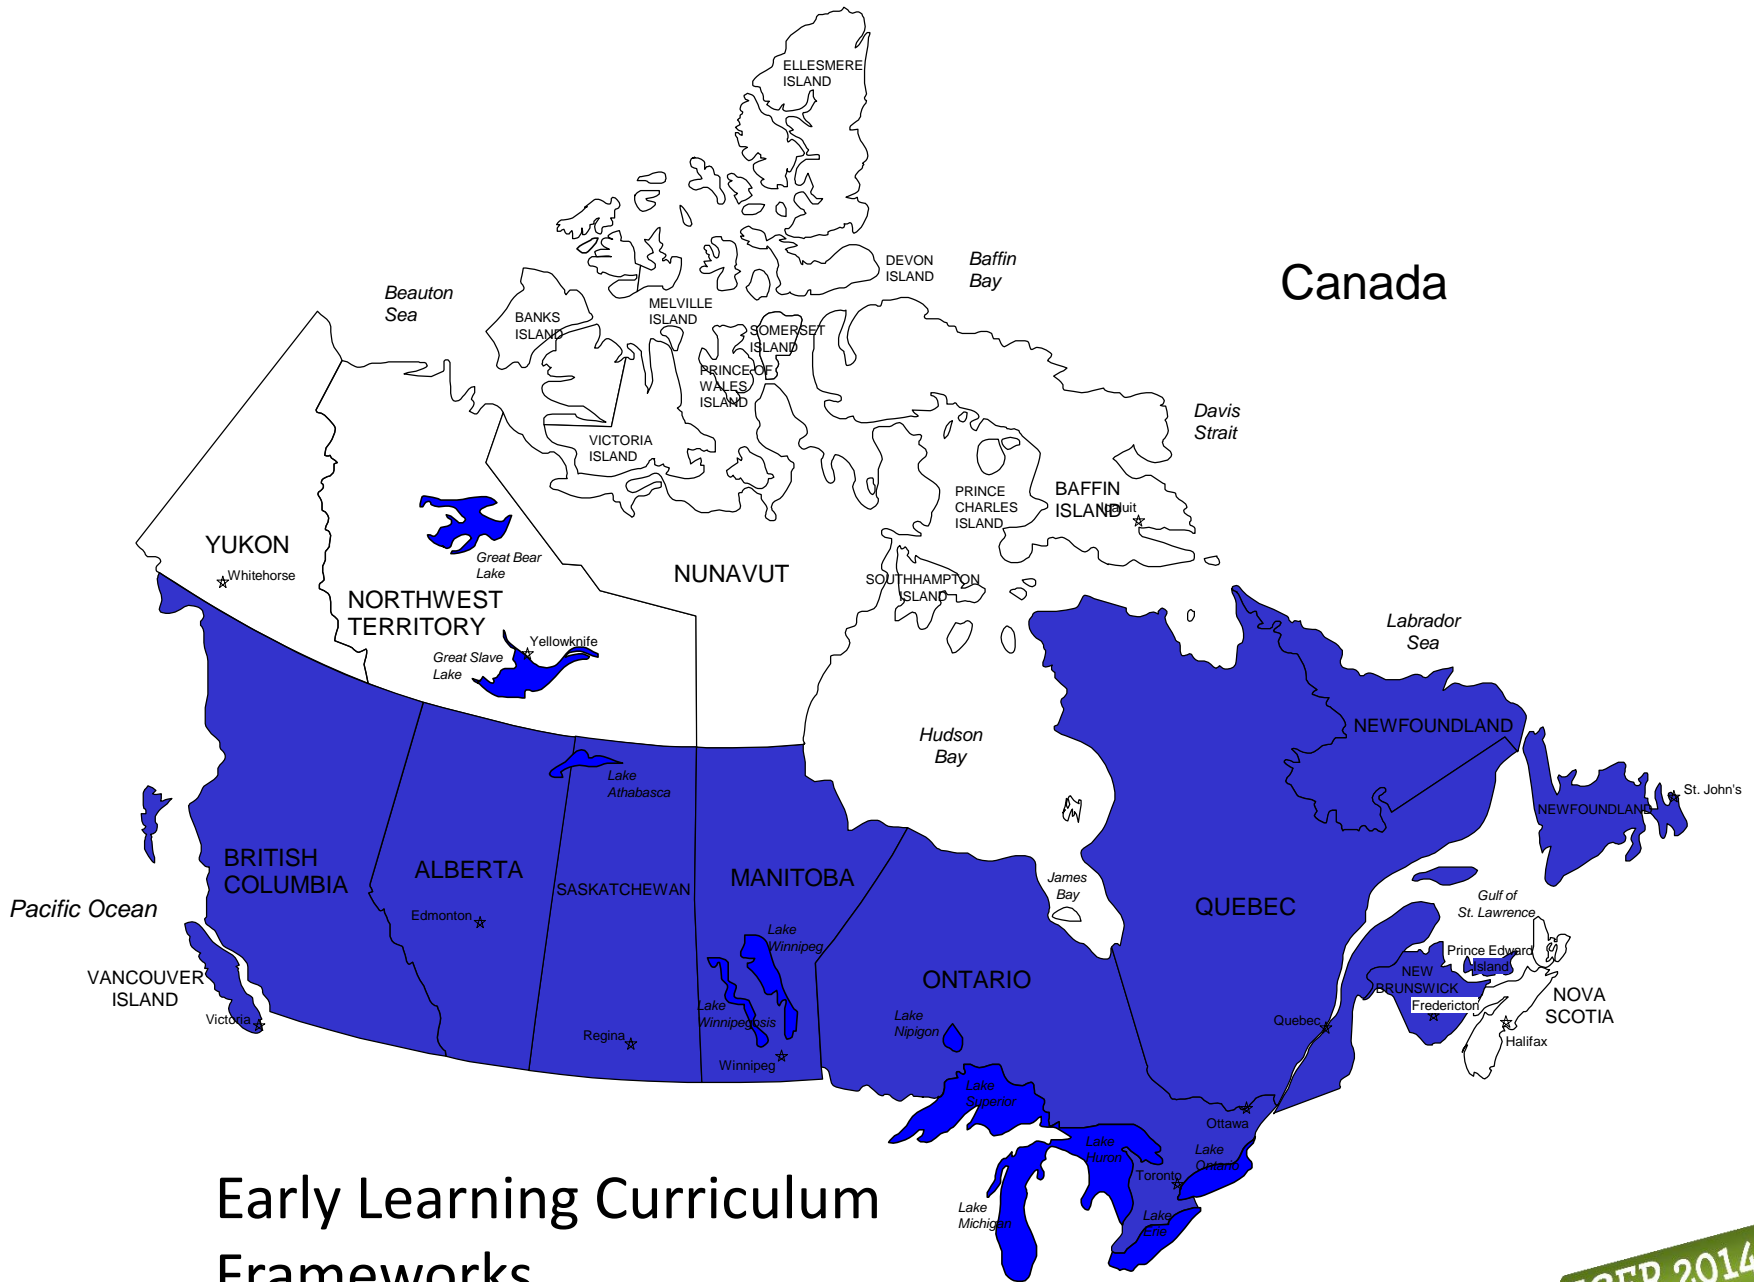 ELLESMERE
ISLAND
DEVON
ISLAND
Baffin
Bay
Canada
Beauton
Sea
BANKS
ISLAND
MELVILLE
ISLAND
SOMERSET
ISLAND
PRINCE OF
WALES
ISLAND
VICTORIA
ISLAND
Davis
Strait
PRINCE
CHARLES
ISLAND
BAFFIN
ISLAND
Iqaluit
YUKON
Whitehorse
Great Bear
Lake
NORTHWEST
TERRITORY
NUNAVUT
SOUTHHAMPTON
ISLAND
Yellowknife
Great Slave
Lake
Labrador
Sea
Hudson
Bay
NEWFOUNDLAND
Lake
Athabasca
St. John's
NEWFOUNDLAND
BRITISH
COLUMBIA
ALBERTA
SASKATCHEWAN
MANITOBA
James
Bay
QUEBEC
Gulf of
St. Lawrence
Pacific Ocean
Edmonton
Lake
Winnipeg
Prince Edward
Island
VANCOUVER
ISLAND
ONTARIO
NEW
BRUNSWICK
Fredericton
NOVA
SCOTIA
Victoria
Lake
Winnipegosis
Lake
Nipigon
Quebec
Regina
Halifax
Winnipeg
Lake
Superior
Ottawa
Lake
Huron
Lake
Ontario
Toronto
Lake
Michigan
Lake
Erie
Early Learning Curriculum
Frameworks
2014